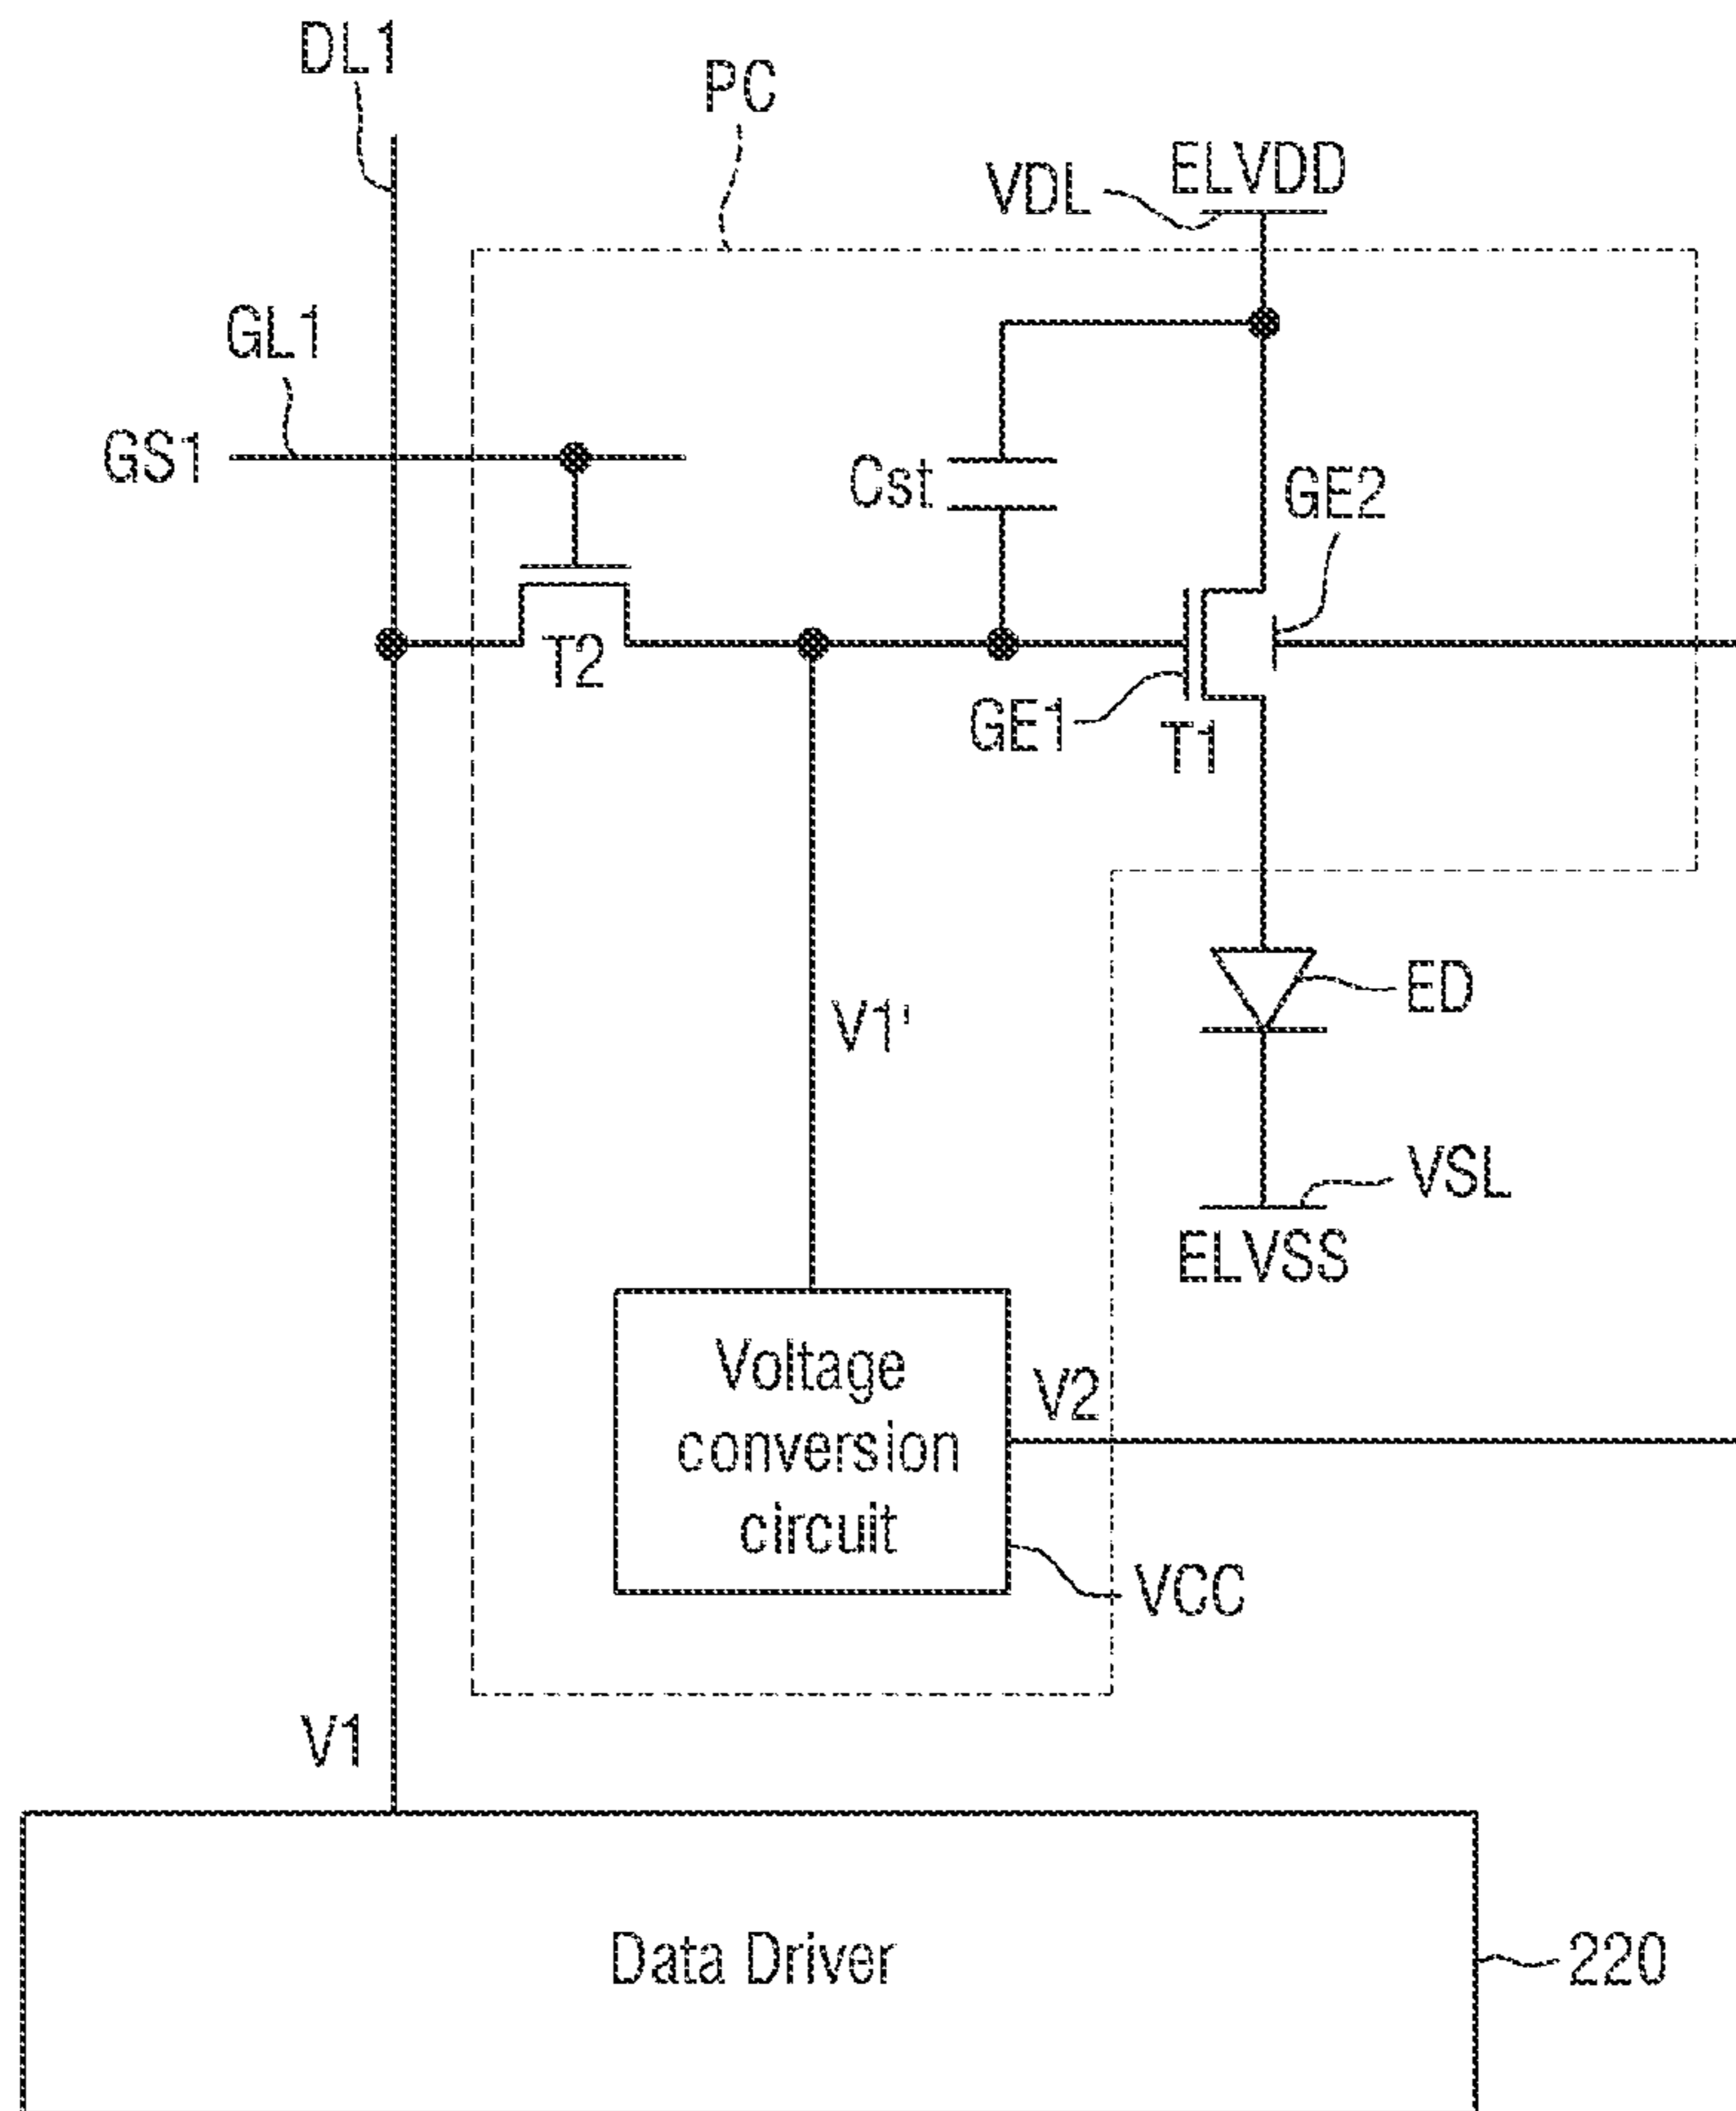 DL1
PC
VDL
ELVDD
GL1
GS1
Cst
GE2
T2
GE1
T1
ED
V1'
VSL
ELVSS
Voltage
conversion
circuit
V2
VCC
V1
Data Driver
220